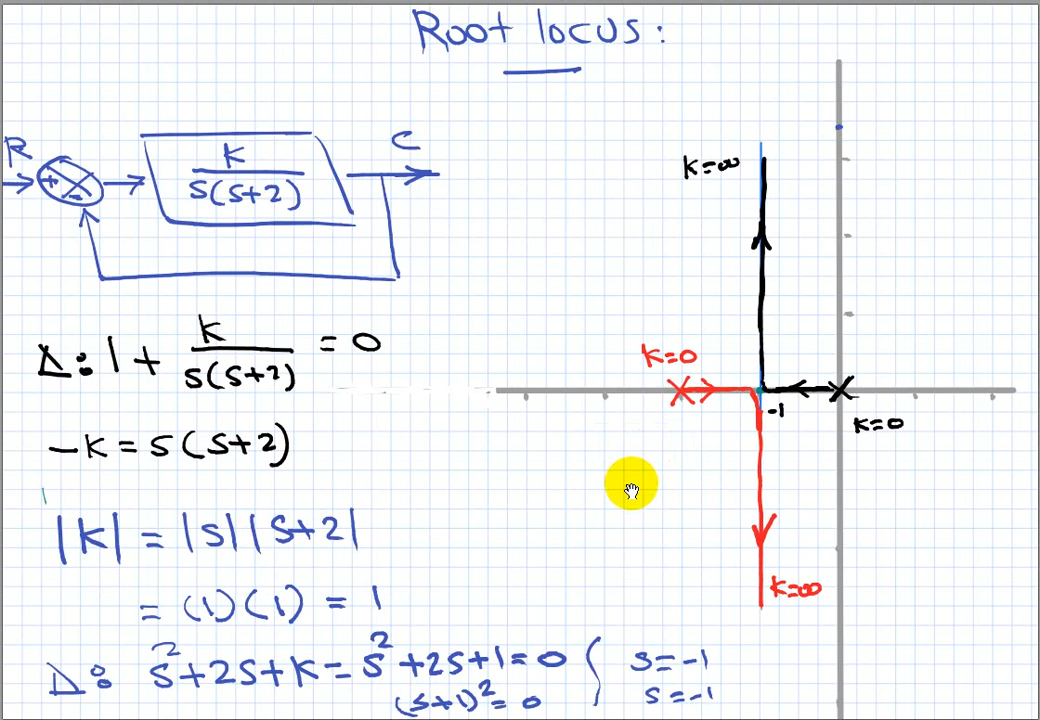 Root locus:
R
+
-
K
S(S+2)
C
Δ: 1 + K/S(S+2) = 0
-K = S(S+2)
|K| = |S| |S+2|
= (1)(1) = 1
Δ: S²+2S+K = S²+2S+1=0
(S+1)²=0
S=-1
S=-1
K=∞
K=0
-1
K=0
K=∞